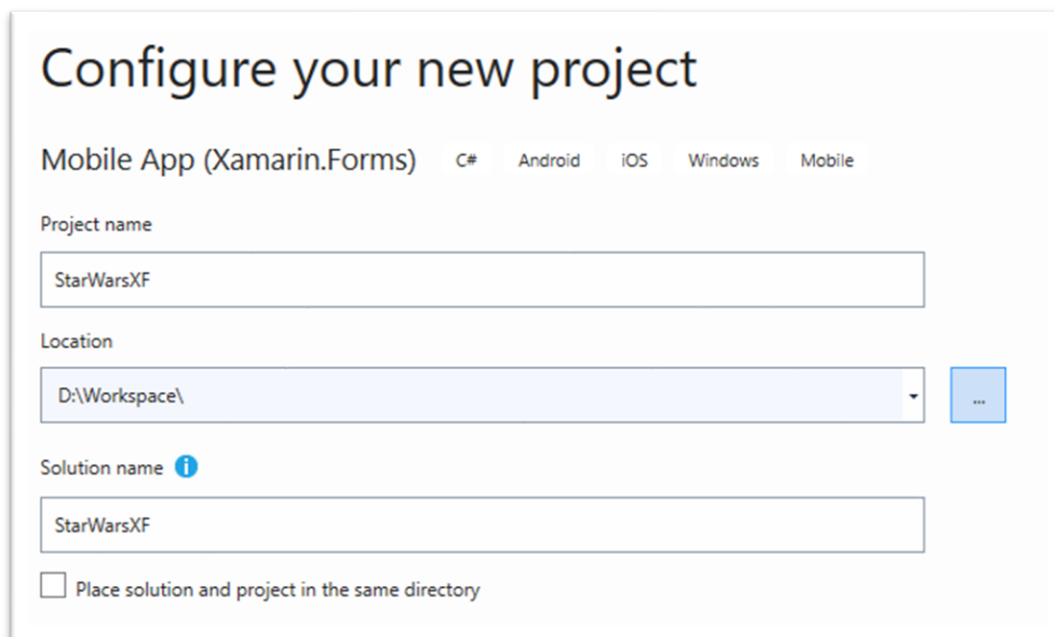 Configure your new project
Mobile App (Xamarin.Forms) C# Android iOS Windows Mobile
Project name
StarWarsXF
Location
D:\Workspace\
...
Solution name i
StarWarsXF
Place solution and project in the same directory